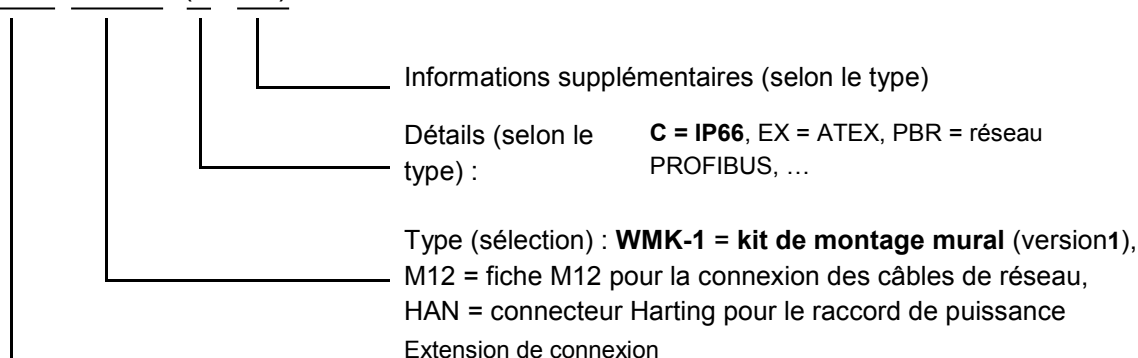 Informations supplémentaires (selon le type)
Détails (selon le type) :
C = IP66, EX = ATEX, PBR = réseau PROFIBUS, …
Type (sélection) : WMK-1 = kit de montage mural (version1),
M12 = fiche M12 pour la connexion des câbles de réseau,
HAN = connecteur Harting pour le raccord de puissance
Extension de connexion